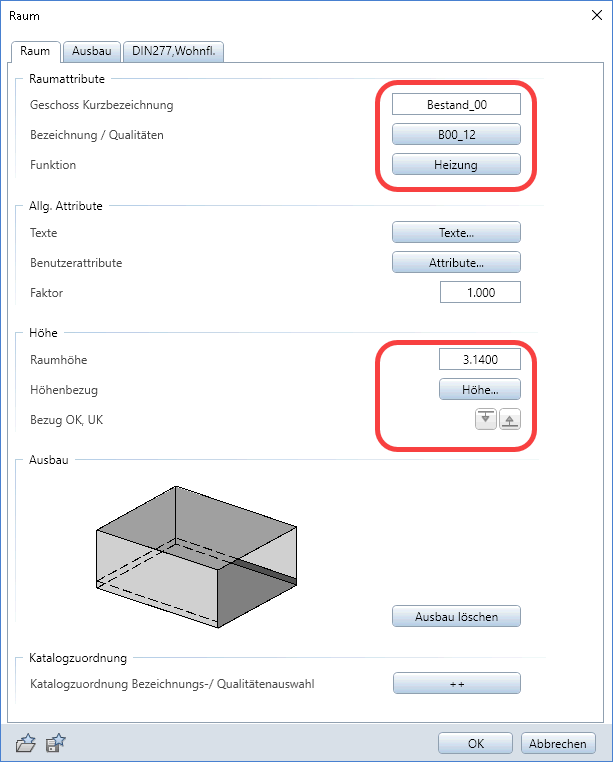 Raum
Raum Ausbau DIN277,Wohnfl.
Raumattribute
Geschoss Kurzbezeichnung Bestand_00
Bezeichnung / Qualitäten B00_12
Funktion Heizung
Allg. Attribute
Texte Texte...
Benutzerattribute Attribute...
Faktor 1.000
Höhe
Raumhöhe 3.1400
Höhenbezug Höhe...
Bezug OK, UK
Ausbau
Ausbau löschen
Katalogzuordnung
Katalogzuordnung Bezeichnungs-/ Qualitätenauswahl ++
OK Abbrechen